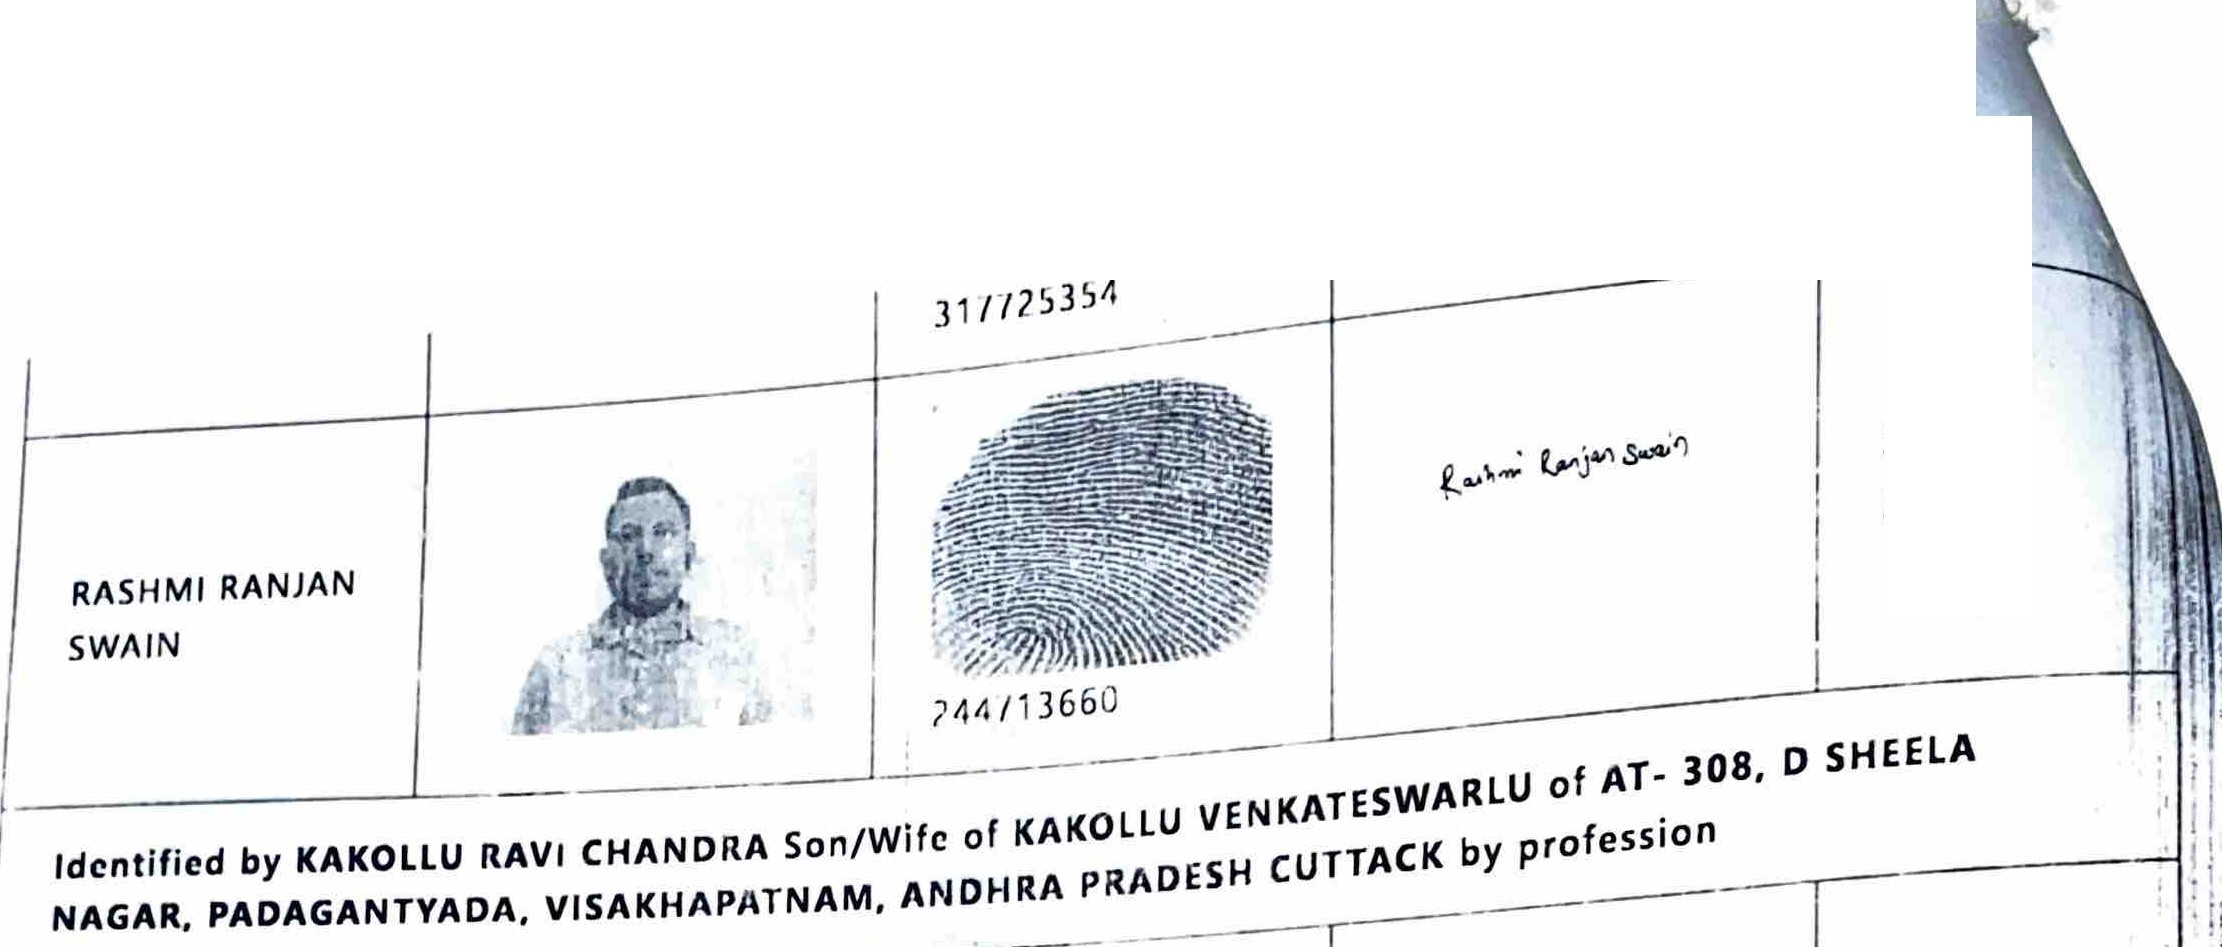 317725354
Rashmi Ranjan Swain
RASHMI RANJAN
SWAIN
244713660
Identified by KAKOLLU RAVI CHANDRA Son/Wife of KAKOLLU VENKATESWARLU of AT- 308, D SHEELA
NAGAR, PADAGANTYADA, VISAKHAPATNAM, ANDHRA PRADESH CUTTACK by profession